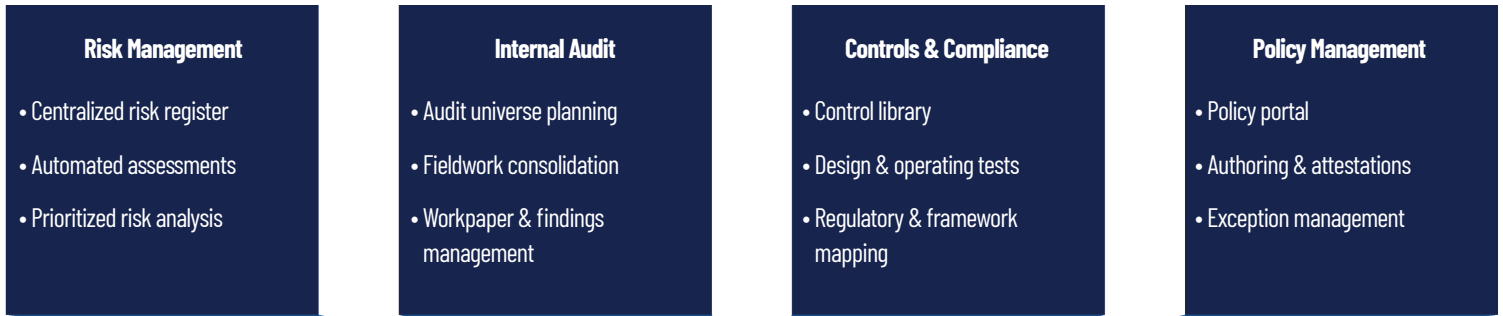 Risk Management
• Centralized risk register
• Automated assessments
• Prioritized risk analysis
Internal Audit
• Audit universe planning
• Fieldwork consolidation
• Workpaper & findings
management
Controls & Compliance
• Control library
• Design & operating tests
• Regulatory & framework
mapping
Policy Management
• Policy portal
• Authoring & attestations
• Exception management